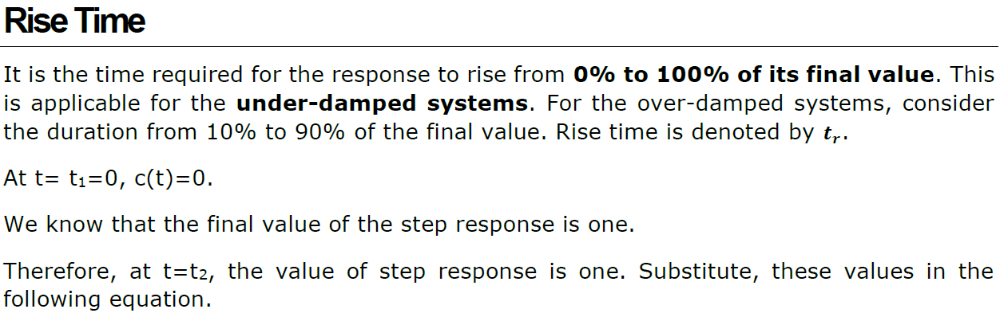 Rise Time
It is the time required for the response to rise from 0% to 100% of its final value. This
is applicable for the under-damped systems. For the over-damped systems, consider
the duration from 10% to 90% of the final value. Rise time is denoted by tᵣ.
At t= t₁=0, c(t)=0.
We know that the final value of the step response is one.
Therefore, at t=t₂, the value of step response is one. Substitute, these values in the
following equation.